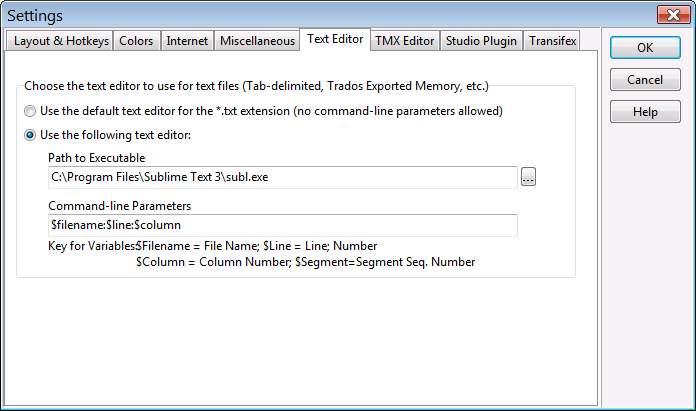 Settings
Layout & Hotkeys Colors Internet Miscellaneous Text Editor TMX Editor Studio Plugin Transifex
OK
Cancel
Help
Choose the text editor to use for text files (Tab-delimited, Trados Exported Memory, etc.)
Use the default text editor for the *.txt extension (no command-line parameters allowed)
Use the following text editor:
Path to Executable
C:\Program Files\Sublime Text 3\subl.exe
...
Command-line Parameters
$filename:$line:$column
Key for Variables:$Filename = File Name; $Line = Line; Number
$Column = Column Number; $Segment=Segment Seq. Number